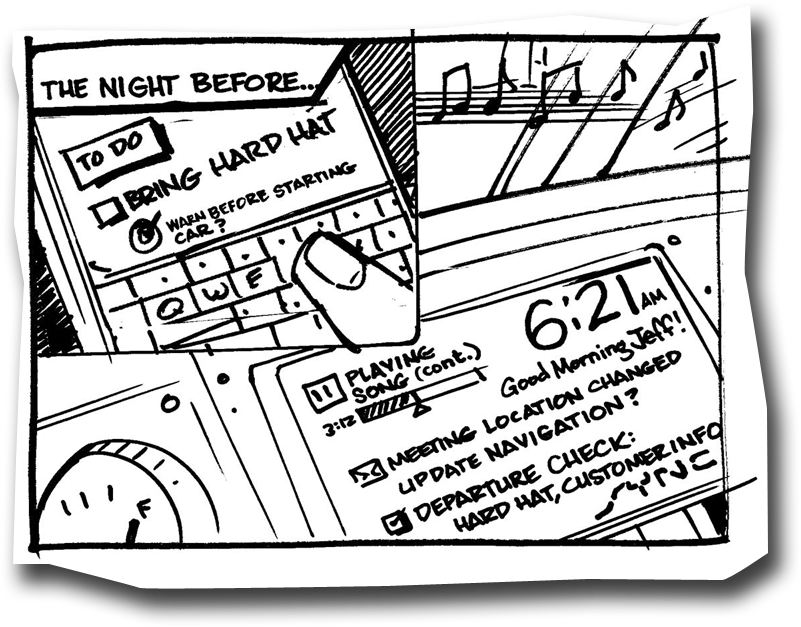 THE NIGHT BEFORE...
TO DO
BRING HARD HAT
WARN BEFORE STARTING
CAR?
Q W E
6:21 AM
Good Morning Jeff!
PLAYING
SONG (cont.)
3:12
MEETING LOCATION CHANGED
UPDATE NAVIGATION?
DEPARTURE CHECK:
HARD HAT, CUSTOMER INFO
F